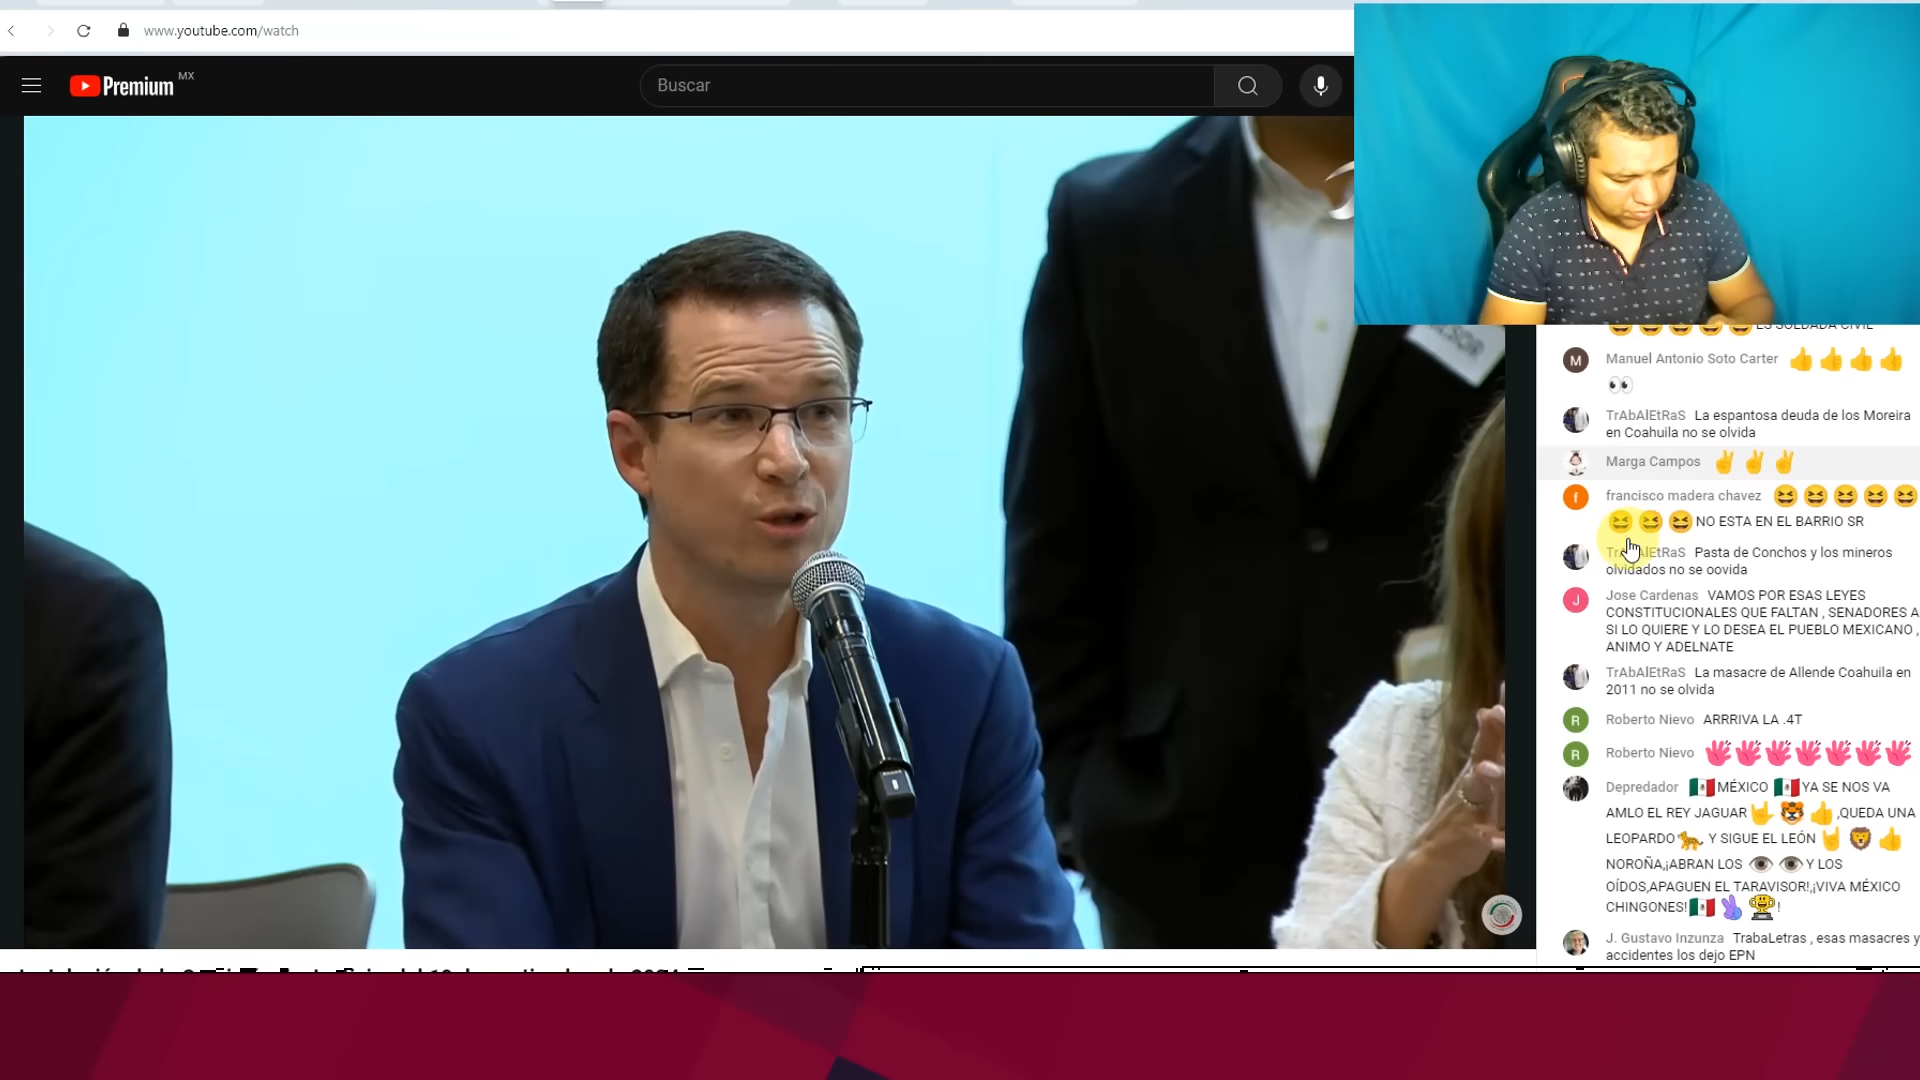 www.youtube.com/watch
Premium MX
Buscar
ES SOLDADA CIVIL
Manuel Antonio Soto Carter 👍👍👍👍
👀
TrAbAlEtRaS La espantosa deuda de los Moreira
en Coahuila no se olvida
Marga Campos ✌✌✌
francisco madera chavez 😆😆😆😆😆
😆😆😆NO ESTA EN EL BARRIO SR
TrAbAlEtRaS Pasta de Conchos y los mineros
olvidados no se oovida
Jose Cardenas VAMOS POR ESAS LEYES
CONSTITUCIONALES QUE FALTAN , SENADORES A
SI LO QUIERE Y LO DESEA EL PUEBLO MEXICANO ,
ANIMO Y ADELNATE
TrAbAlEtRaS La masacre de Allende Coahuila en
2011 no se olvida
Roberto Nievo ARRRIVA LA .4T
Roberto Nievo
Depredador 🇲🇽MÉXICO 🇲🇽YA SE NOS VA
AMLO EL REY JAGUAR🤘🐯👍,QUEDA UNA
LEOPARDO🐆 Y SIGUE EL LEÓN 🤘🦁👍
NOROÑA,¡ABRAN LOS 👁👁Y LOS
OÍDOS,APAGUEN EL TARAVISOR!,¡VIVA MÉXICO
CHINGONES!🇲🇽✌🏆!
J. Gustavo Inzunza TrabaLetras , esas masacres y
accidentes los dejo EPN